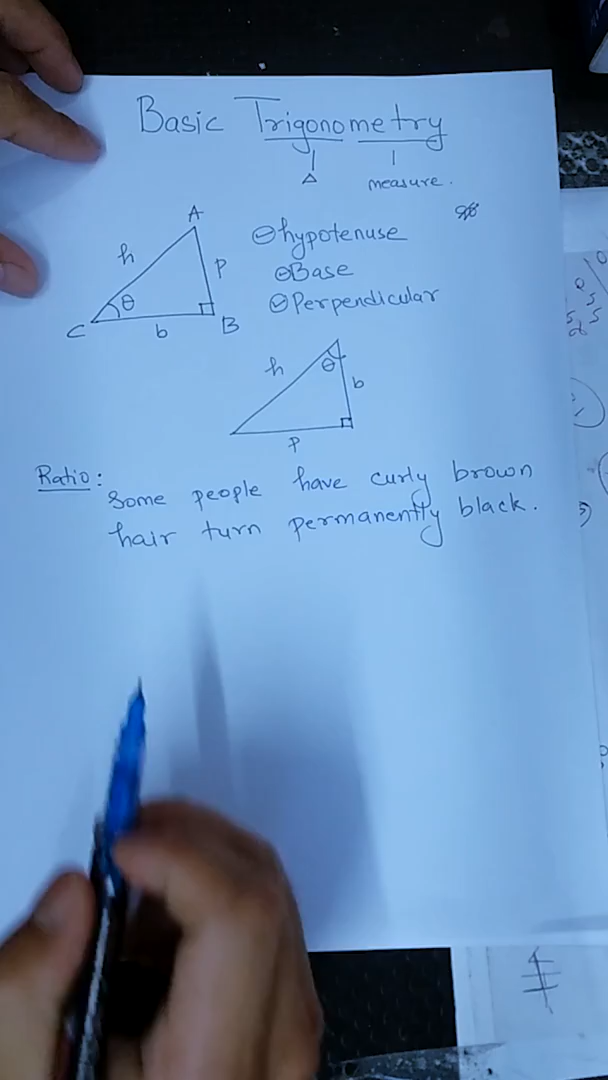 Basic Trigonometry
Δ measure.
A
h P
θ
C b B
⊖hypotenuse
⊖Base
⊖Perpendicular
h θ b
P
Ratio:
Some people have curly brown
hair turn permanently black.